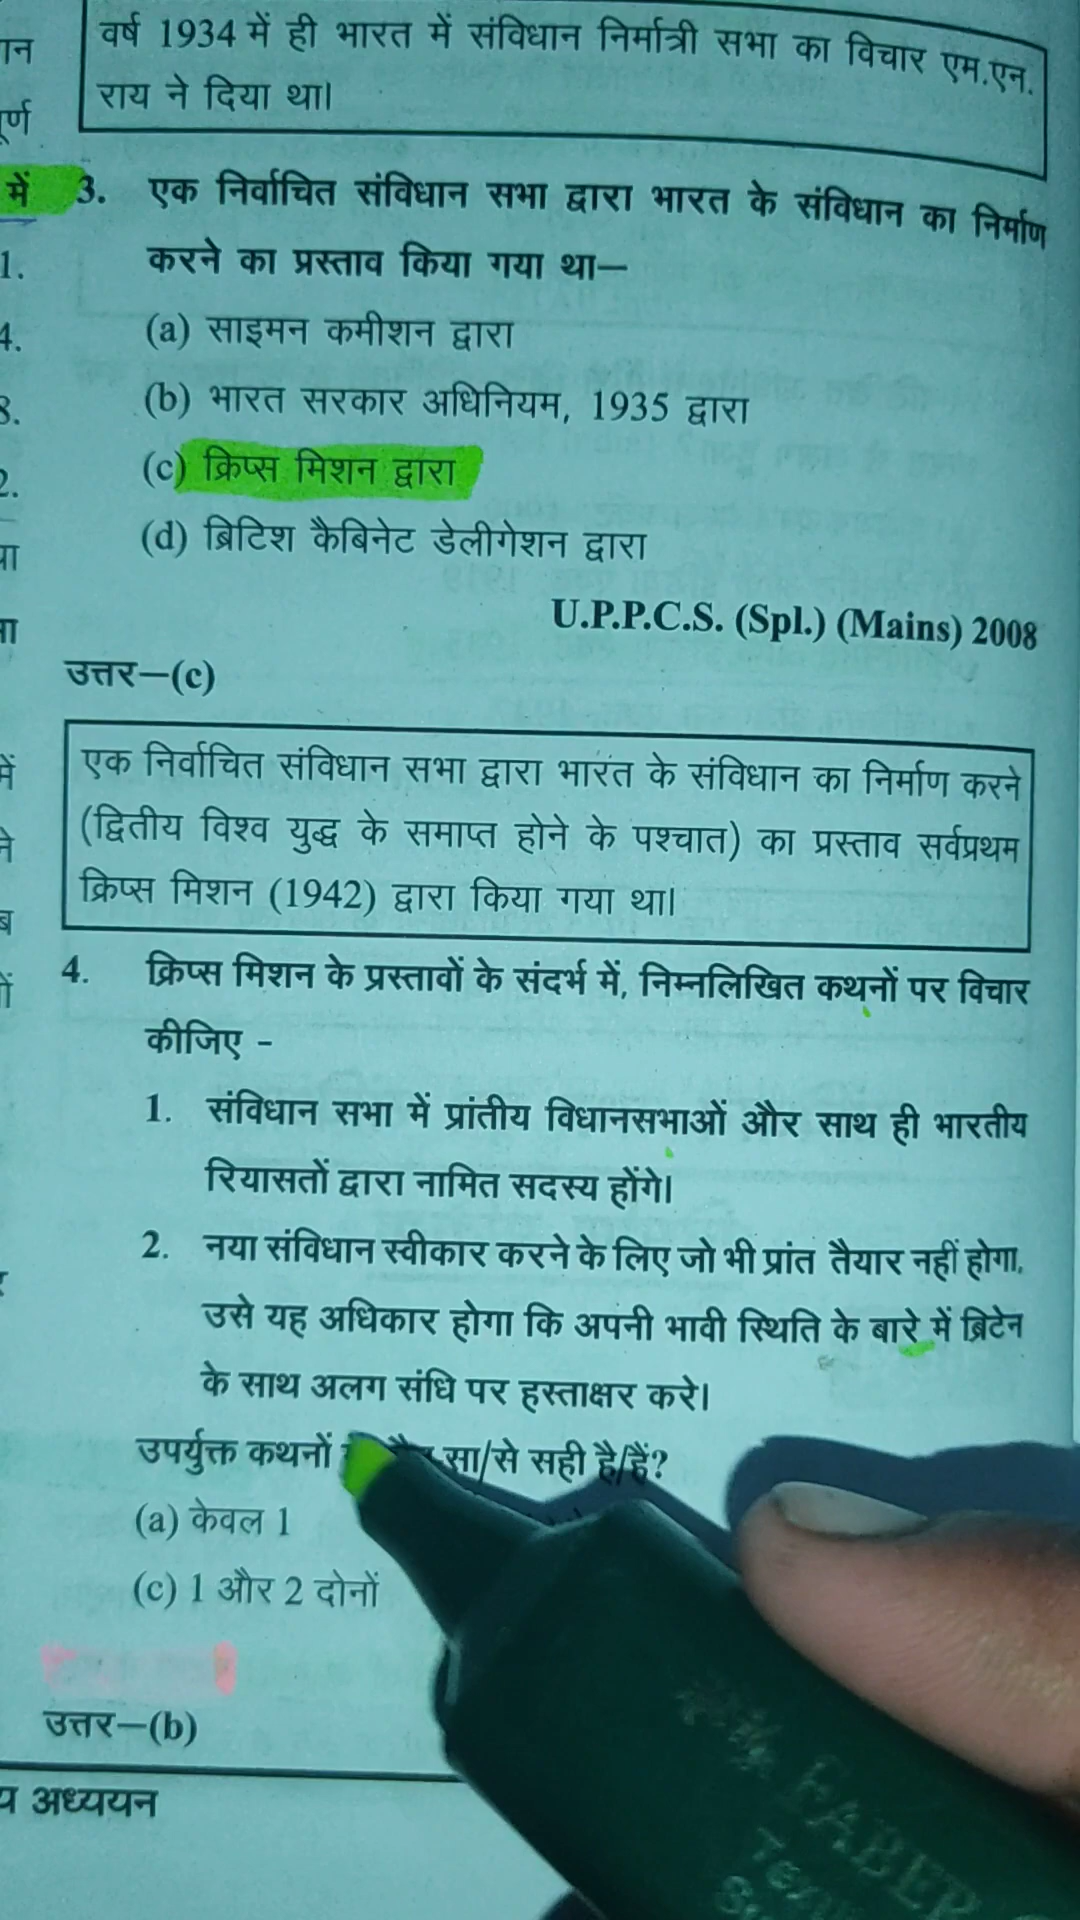 वर्ष 1934 में ही भारत में संविधान निर्मात्री सभा का विचार एम.एन.
राय ने दिया था।
में 3. एक निर्वाचित संविधान सभा द्वारा भारत के संविधान का निर्माण
1. करने का प्रस्ताव किया गया था—
4. (a) साइमन कमीशन द्वारा
(b) भारत सरकार अधिनियम, 1935 द्वारा
(c) क्रिप्स मिशन द्वारा
(d) ब्रिटिश कैबिनेट डेलीगेशन द्वारा
U.P.P.C.S. (Spl.) (Mains) 2008
उत्तर—(c)
एक निर्वाचित संविधान सभा द्वारा भारत के संविधान का निर्माण करने
(द्वितीय विश्व युद्ध के समाप्त होने के पश्चात) का प्रस्ताव सर्वप्रथम
क्रिप्स मिशन (1942) द्वारा किया गया था।
4. क्रिप्स मिशन के प्रस्तावों के संदर्भ में, निम्नलिखित कथनों पर विचार
कीजिए -
1. संविधान सभा में प्रांतीय विधानसभाओं और साथ ही भारतीय
रियासतों द्वारा नामित सदस्य होंगे।
2. नया संविधान स्वीकार करने के लिए जो भी प्रांत तैयार नहीं होगा,
उसे यह अधिकार होगा कि अपनी भावी स्थिति के बारे में ब्रिटेन
के साथ अलग संधि पर हस्ताक्षर करे।
उपर्युक्त कथनों सा/से सही है/हैं?
(a) केवल 1
(c) 1 और 2 दोनों
उत्तर—(b)
अध्ययन
FABER